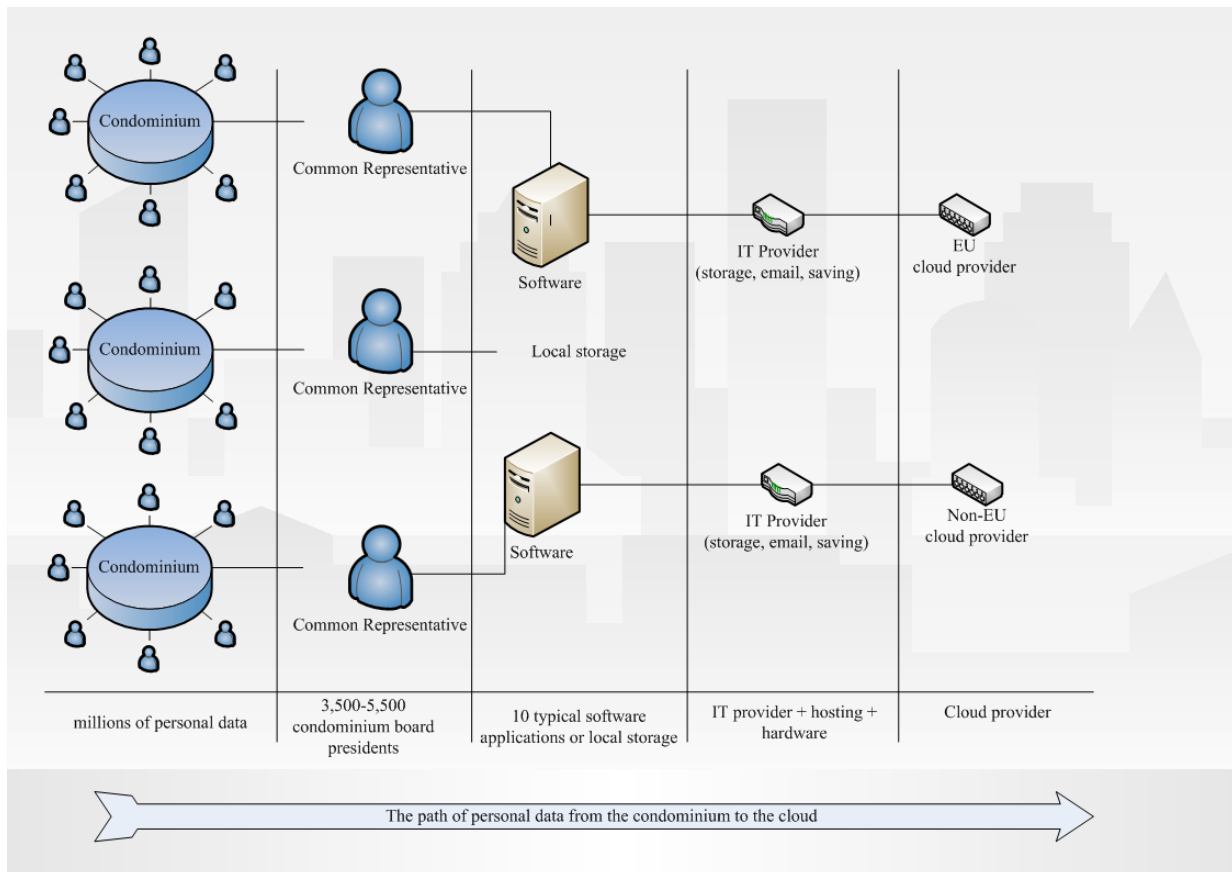 Condominium
Common Representative
Software
IT Provider
(storage, email, saving)
EU
cloud provider
Condominium
Common Representative
Local storage
Condominium
Common Representative
Software
IT Provider
(storage, email, saving)
Non-EU
cloud provider
millions of personal data
3,500-5,500
condominium board
presidents
10 typical software
applications or local storage
IT provider + hosting +
hardware
Cloud provider
The path of personal data from the condominium to the cloud